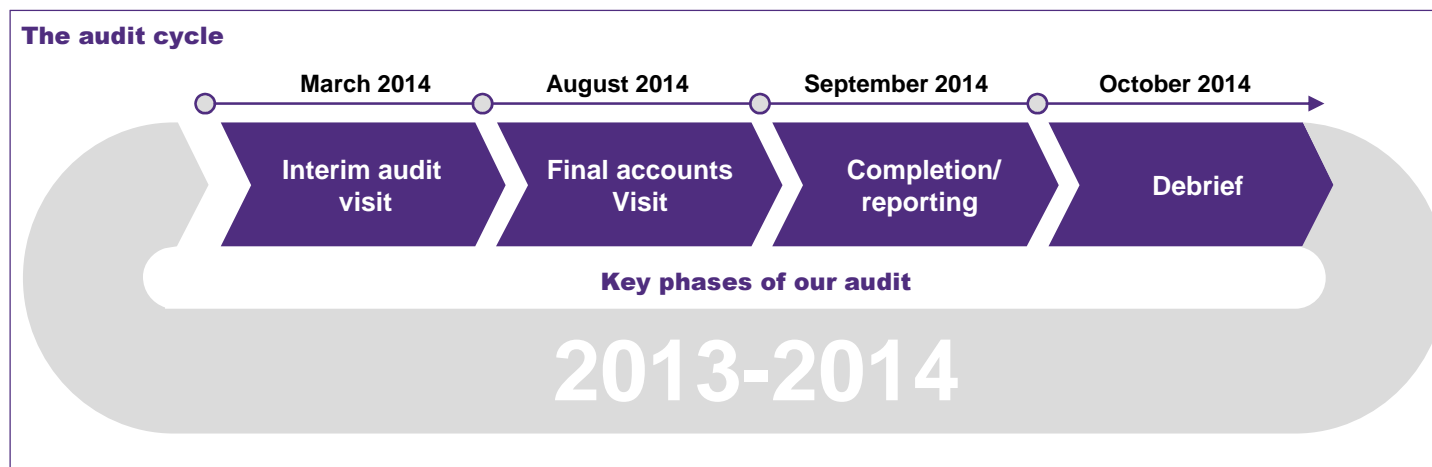 The audit cycle
March 2014
August 2014
September 2014
October 2014
Interim audit
visit
Final accounts
Visit
Completion/
reporting
Debrief
Key phases of our audit
2013-2014